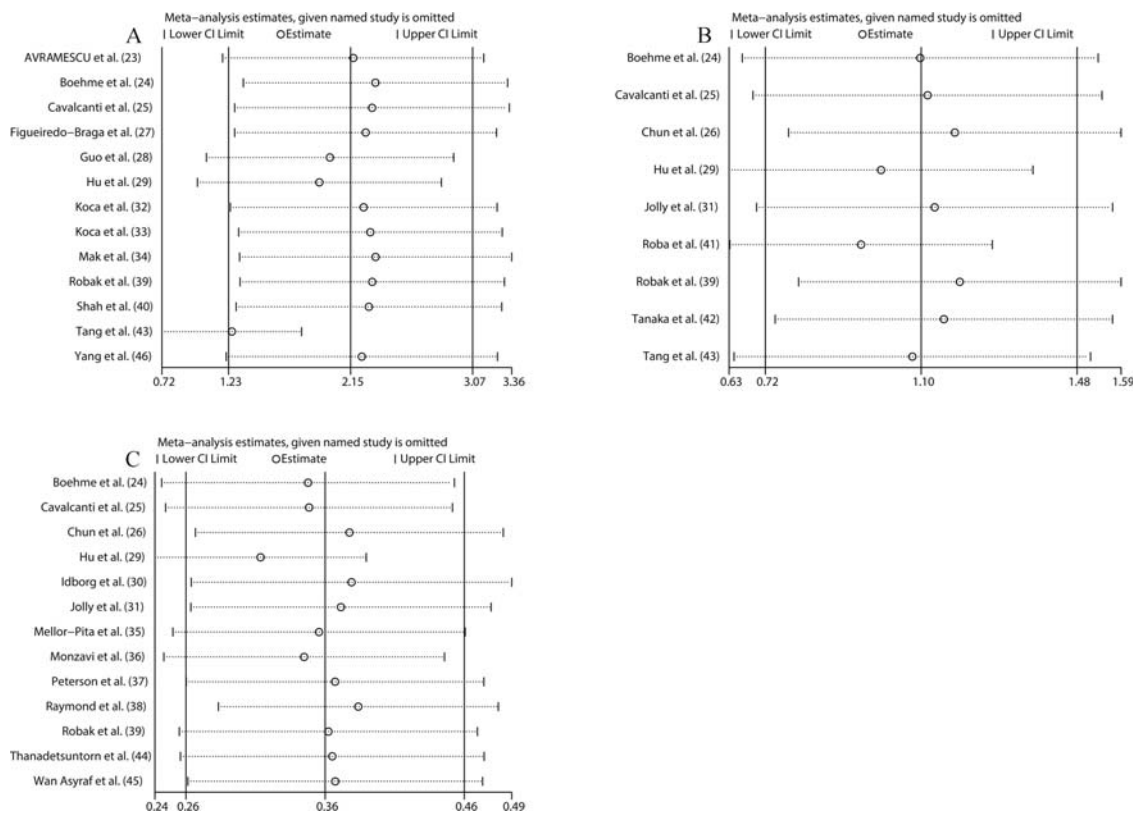 Meta−analysis estimates, given named study is omitted
A
Lower CI Limit Estimate Upper CI Limit
AVRAMESCU et al. (23)
Boehme et al. (24)
Cavalcanti et al. (25)
Figueiredo−Braga et al. (27)
Guo et al. (28)
Hu et al. (29)
Koca et al. (32)
Koca et al. (33)
Mak et al. (34)
Robak et al. (39)
Shah et al. (40)
Tang et al. (43)
Yang et al. (46)
0.72 1.23 2.15 3.07 3.36
Meta−analysis estimates, given named study is omitted
B
Lower CI Limit Estimate Upper CI Limit
Boehme et al. (24)
Cavalcanti et al. (25)
Chun et al. (26)
Hu et al. (29)
Jolly et al. (31)
Roba et al. (41)
Robak et al. (39)
Tanaka et al. (42)
Tang et al. (43)
0.63 0.72 1.10 1.48 1.59
Meta−analysis estimates, given named study is omitted
C
Lower CI Limit Estimate Upper CI Limit
Boehme et al. (24)
Cavalcanti et al. (25)
Chun et al. (26)
Hu et al. (29)
Idborg et al. (30)
Jolly et al. (31)
Mellor−Pita et al. (35)
Monzavi et al. (36)
Peterson et al. (37)
Raymond et al. (38)
Robak et al. (39)
Thanadetsuntorn et al. (44)
Wan Asyraf et al. (45)
0.24 0.26 0.36 0.46 0.49